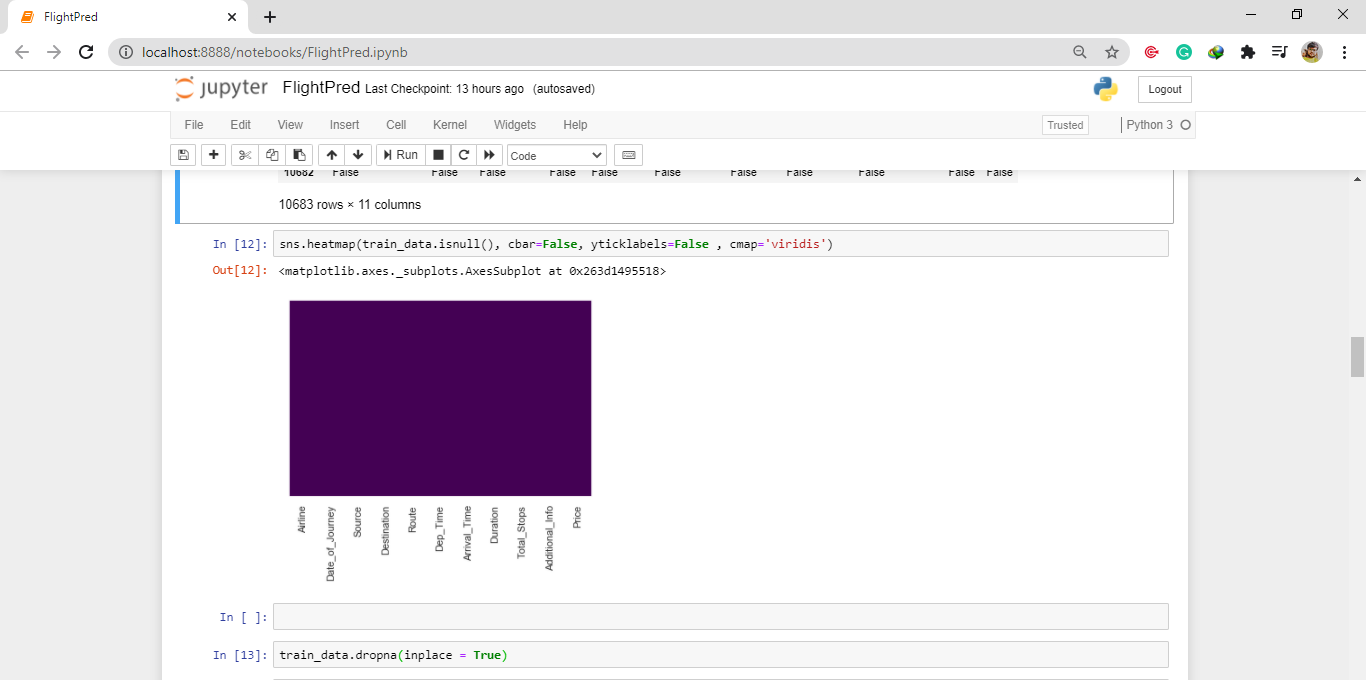 FlightPred
localhost:8888/notebooks/FlightPred.ipynb
jupyter FlightPred Last Checkpoint: 13 hours ago (autosaved)
Logout
File Edit View Insert Cell Kernel Widgets Help
Trusted Python 3
Run Code
10682 False False False False False False False False False False False
10683 rows × 11 columns
In [12]: sns.heatmap(train_data.isnull(), cbar=False, yticklabels=False , cmap='viridis')
Out[12]: <matplotlib.axes._subplots.AxesSubplot at 0x263d1495518>
Airline
Date_of_Journey
Source
Destination
Route
Dep_Time
Arrival_Time
Duration
Total_Stops
Additional_Info
Price
In [ ]:
In [13]: train_data.dropna(inplace = True)